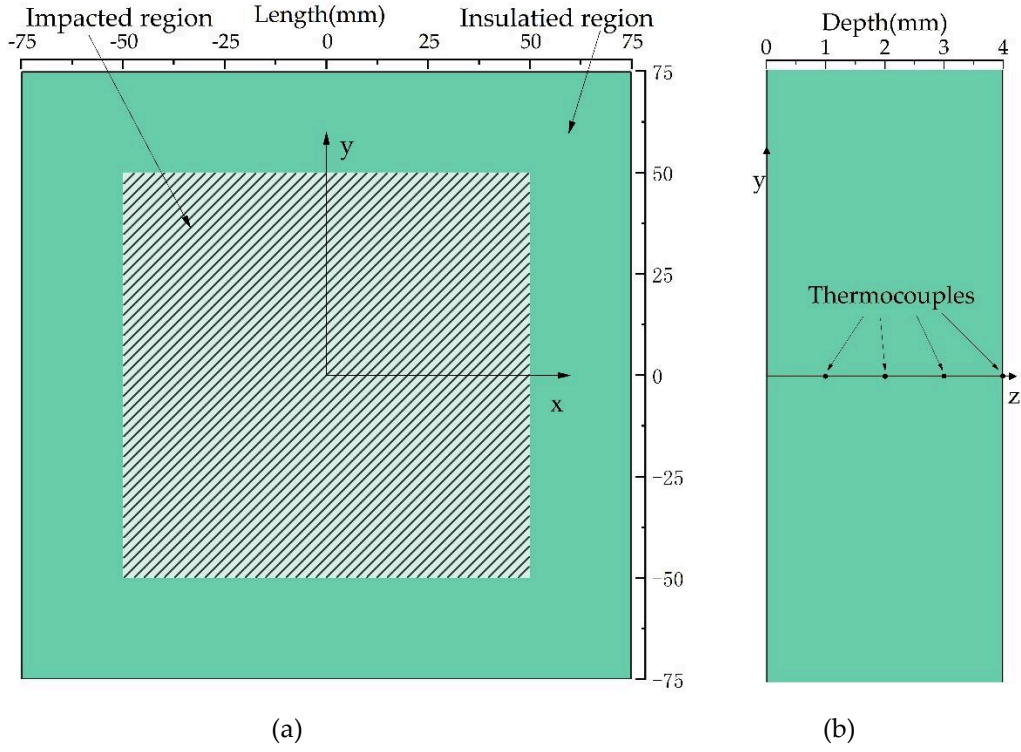 Impacted region
Length(mm)
Insulatied region
-75 -50 -25 0 25 50 75
75
y
50
25
0
x
-25
-50
-75
(a)
Depth(mm)
0 1 2 3 4
y
Thermocouples
z
(b)